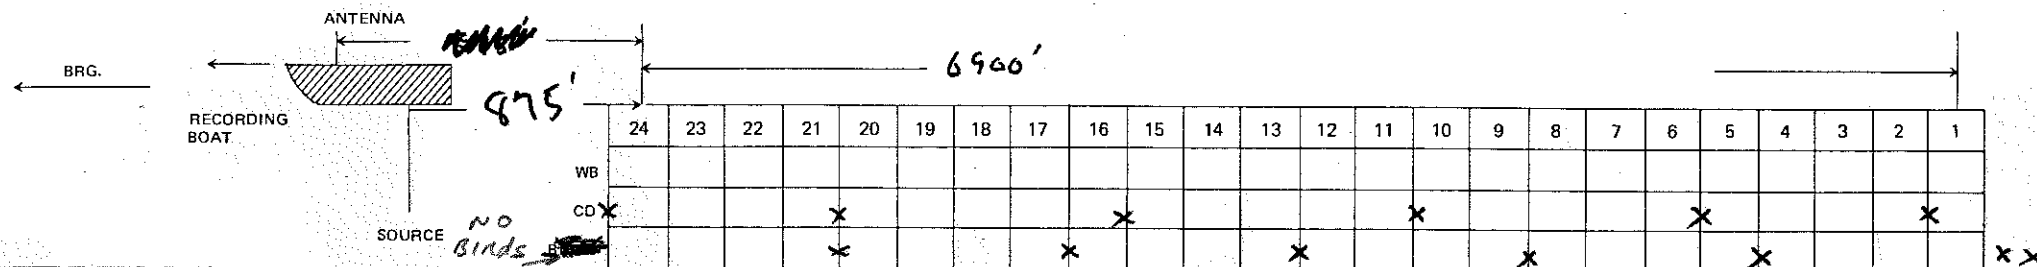 ANTENNA
BRG.
6900'
875'
RECORDING
BOAT
24 23 22 21 20 19 18 17 16 15 14 13 12 11 10 9 8 7 6 5 4 3 2 1
WB
CD X X X X X X
SOURCE
NO
Birds X X X X X X X